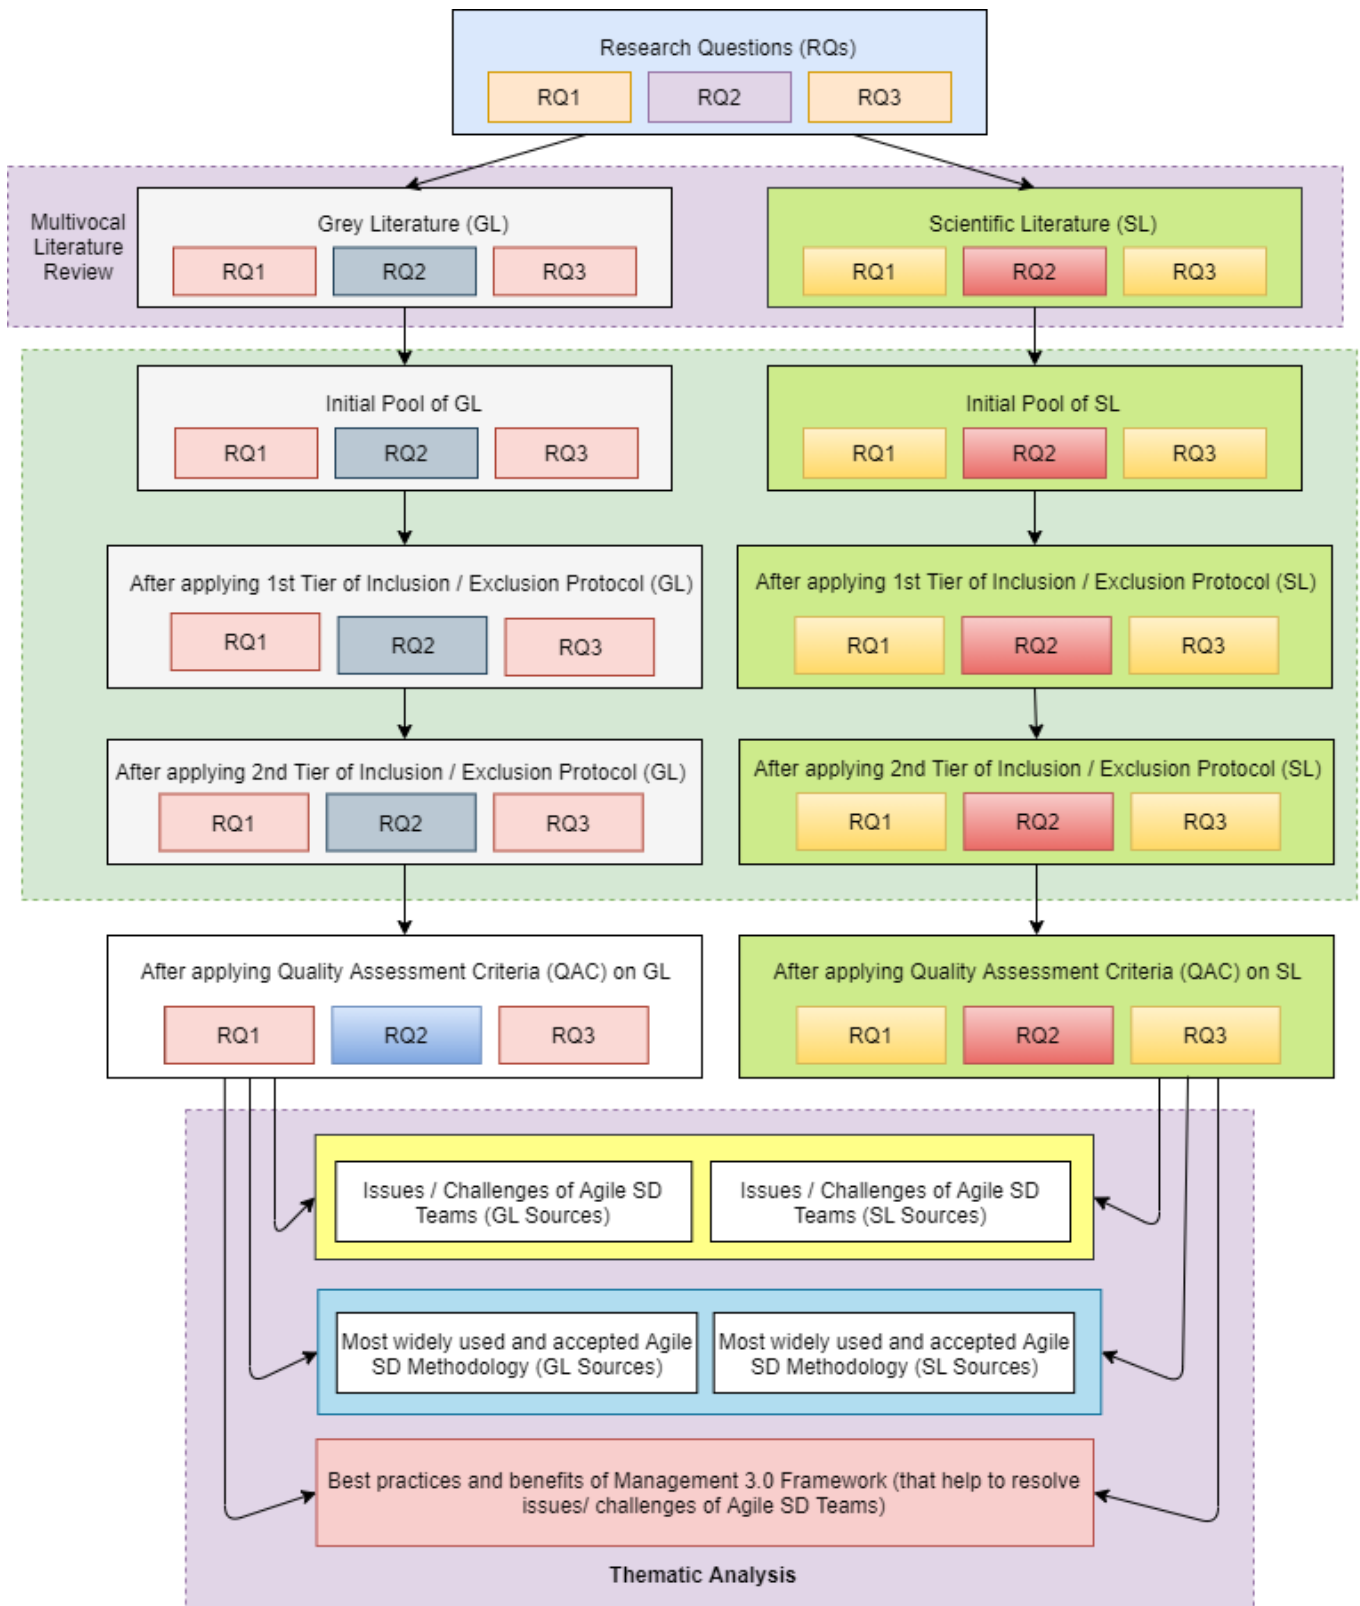 Research Questions (RQs)
RQ1
RQ2
RQ3
Multivocal
Literature
Review
Grey Literature (GL)
RQ1
RQ2
RQ3
Scientific Literature (SL)
RQ1
RQ2
RQ3
Initial Pool of GL
RQ1
RQ2
RQ3
Initial Pool of SL
RQ1
RQ2
RQ3
After applying 1st Tier of Inclusion / Exclusion Protocol (GL)
RQ1
RQ2
RQ3
After applying 1st Tier of Inclusion / Exclusion Protocol (SL)
RQ1
RQ2
RQ3
After applying 2nd Tier of Inclusion / Exclusion Protocol (GL)
RQ1
RQ2
RQ3
After applying 2nd Tier of Inclusion / Exclusion Protocol (SL)
RQ1
RQ2
RQ3
After applying Quality Assessment Criteria (QAC) on GL
RQ1
RQ2
RQ3
After applying Quality Assessment Criteria (QAC) on SL
RQ1
RQ2
RQ3
Issues / Challenges of Agile SD
Teams (GL Sources)
Issues / Challenges of Agile SD
Teams (SL Sources)
Most widely used and accepted Agile
SD Methodology (GL Sources)
Most widely used and accepted Agile
SD Methodology (SL Sources)
Best practices and benefits of Management 3.0 Framework (that help to resolve
issues/ challenges of Agile SD Teams)
Thematic Analysis